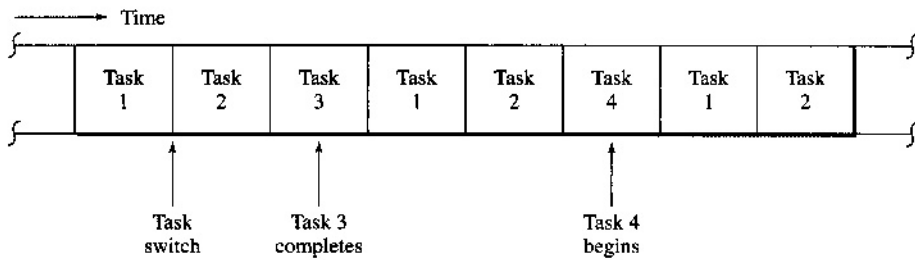 Time
Task Task Task Task Task Task Task Task
1 2 3 1 2 4 1 2
Task Task 3 Task 4
switch completes begins